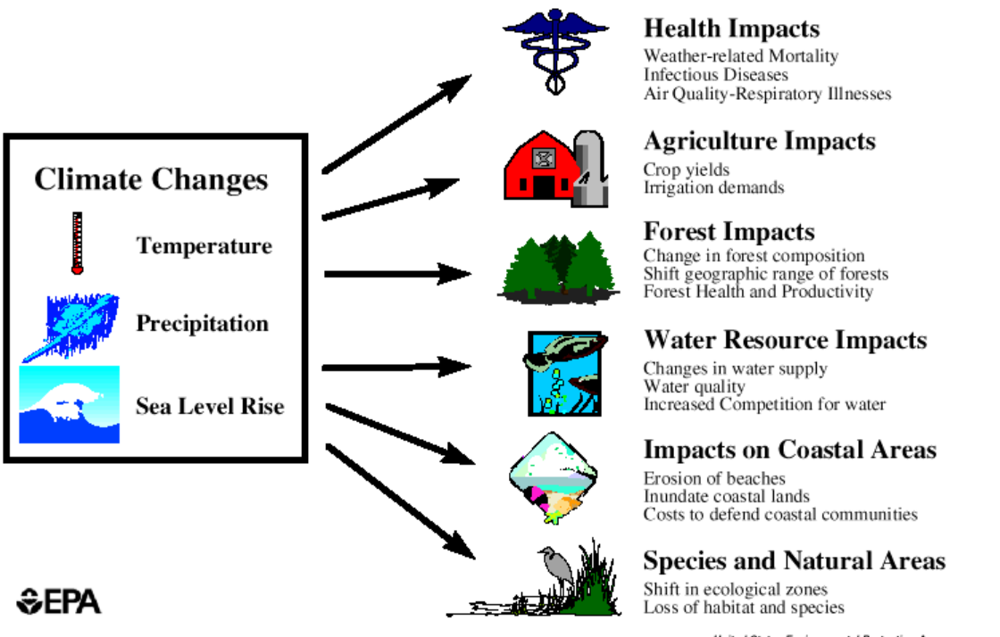 Climate Changes
Temperature
Precipitation
Sea Level Rise
Health Impacts
Weather-related Mortality
Infectious Diseases
Air Quality-Respiratory Illnesses
Agriculture Impacts
Crop yields
Irrigation demands
Forest Impacts
Change in forest composition
Shift geographic range of forests
Forest Health and Productivity
Water Resource Impacts
Changes in water supply
Water quality
Increased Competition for water
Impacts on Coastal Areas
Erosion of beaches
Inundate coastal lands
Costs to defend coastal communities
Species and Natural Areas
Shift in ecological zones
Loss of habitat and species
EPA